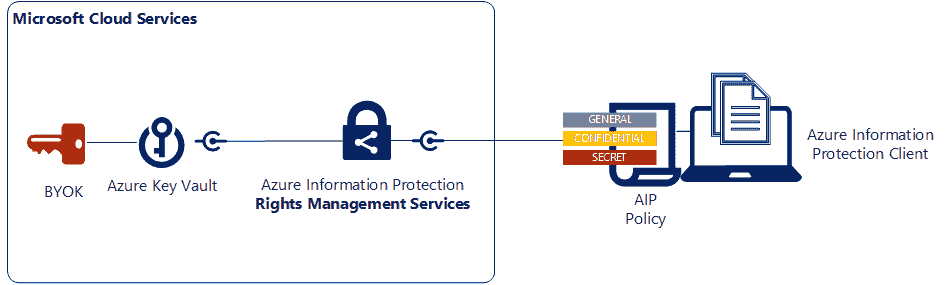 Microsoft Cloud Services
BYOK
Azure Key Vault
Azure Information Protection
Rights Management Services
GENERAL
CONFIDENTIAL
SECRET
AIP
Policy
Azure Information
Protection Client